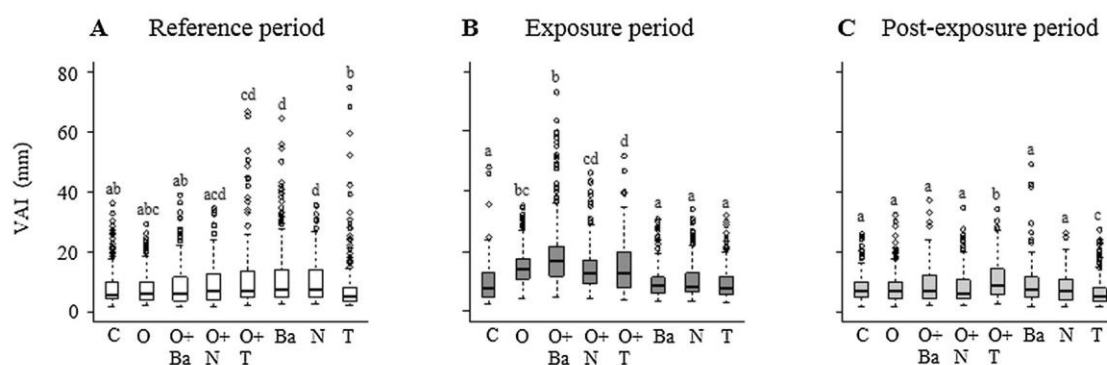 A Reference period
B Exposure period
C Post-exposure period
VAI (mm)
80
60
40
20
0
ab
abc
ab
acd
cd
d
d
b
C O O+ O+ O+ Ba N T
Ba N T
a
bc
b
cd
d
a
a
a
C O O+ O+ O+ Ba N T
Ba N T
a
a
a
a
b
a
a
c
C O O+ O+ O+ Ba N T
Ba N T